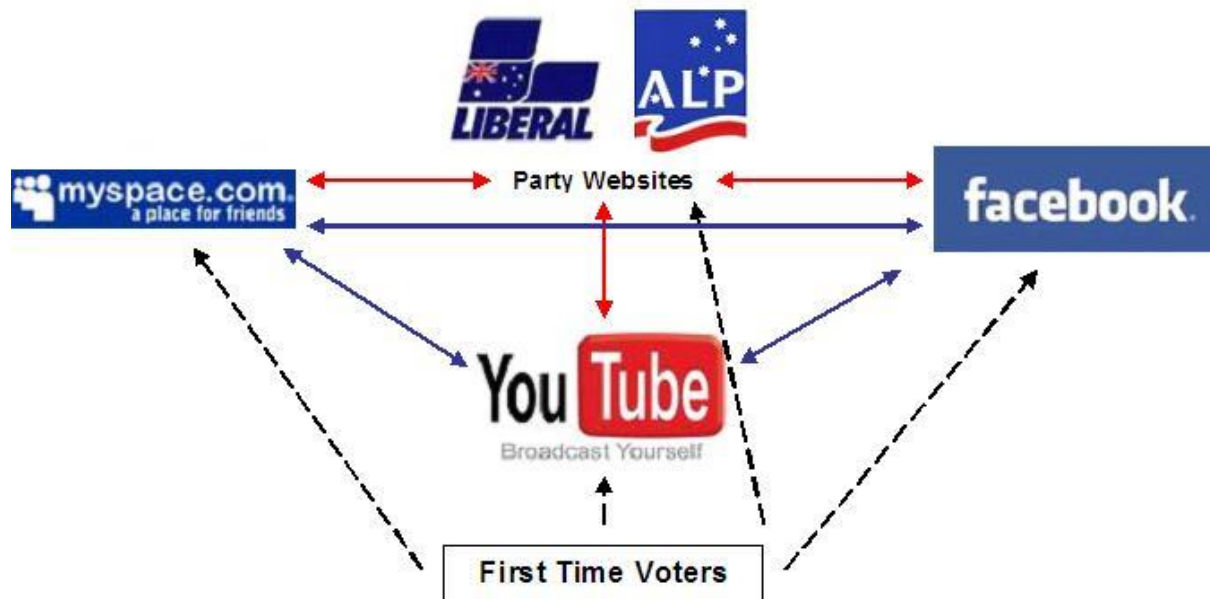 LIBERAL
ALP
myspace.com
a place for friends
Party Websites
facebook
You Tube
Broadcast Yourself
First Time Voters